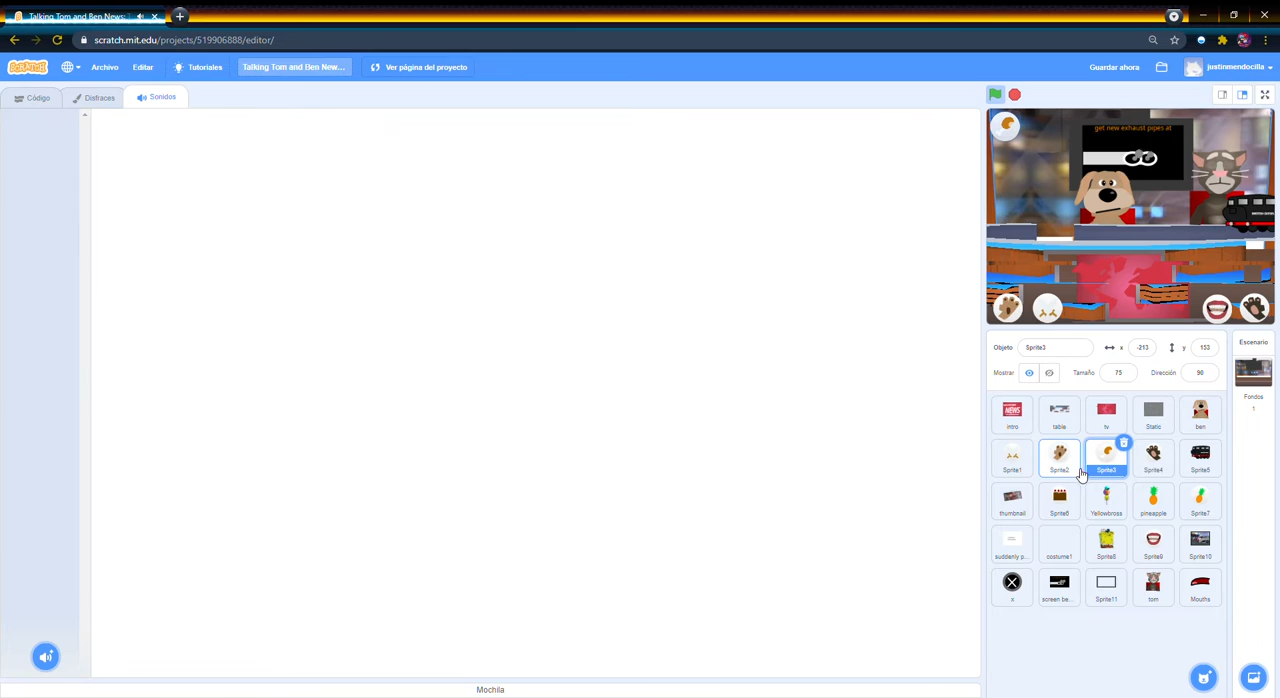 Talking Tom and Ben News:
scratch.mit.edu/projects/519906888/editor/
SCRATCH
Archivo
Editar
Tutoriales
Talking Tom and Ben New...
Ver página del proyecto
Guardar ahora
justinmendocilla
Código
Disfraces
Sonidos
get new exhaust pipes at
Objeto
Sprite3
x
-213
y
153
Mostrar
Tamaño
75
Dirección
90
Escenario
Fondos
1
NEWS
intro
table
tv
Static
ben
Sprite1
Sprite2
Sprite3
Sprite4
Sprite5
thumbnail
Sprite6
Yellowbross
pineapple
Sprite7
suddenly p...
costume1
Sprite8
Sprite9
Sprite10
x
screen be...
Sprite11
tom
Mouths
Mochila